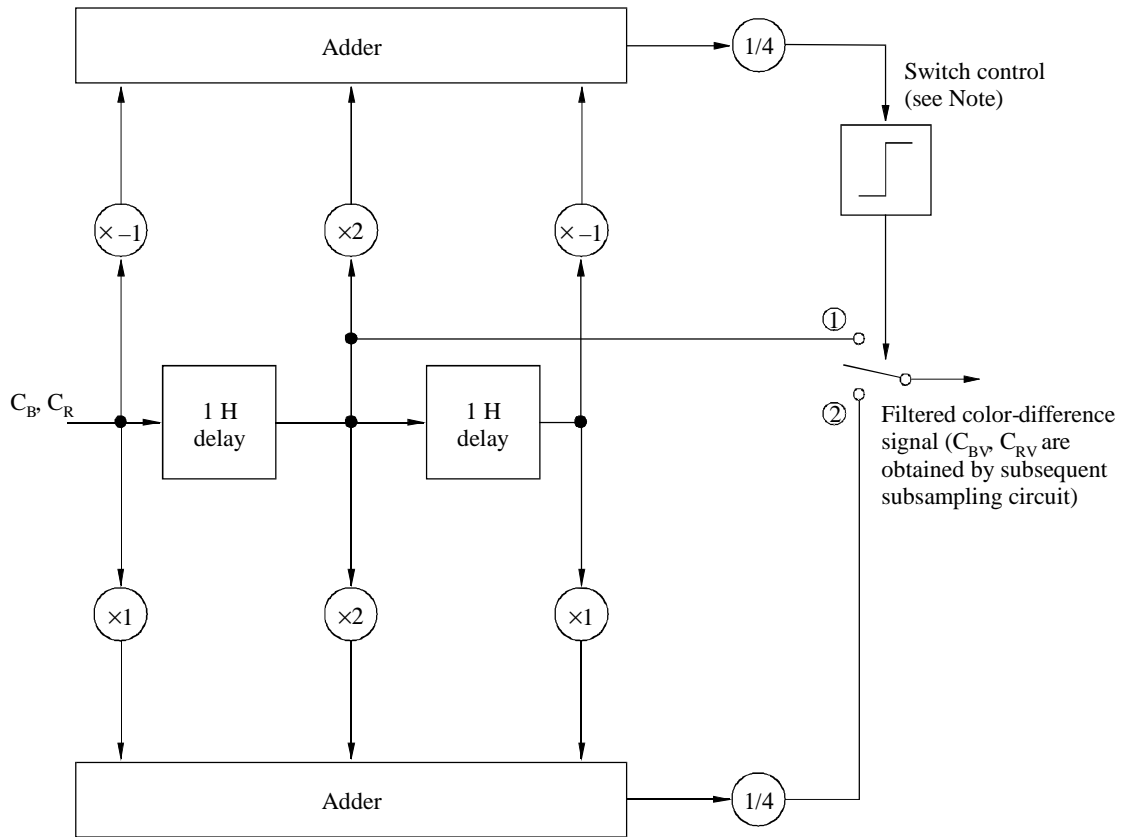 Adder
1/4
Switch control
(see Note)
× –1
×2
× –1
①
C_B, C_R
1 H
delay
1 H
delay
②
Filtered color-difference
signal (C_BV, C_RV are
obtained by subsequent
subsampling circuit)
×1
×2
×1
Adder
1/4